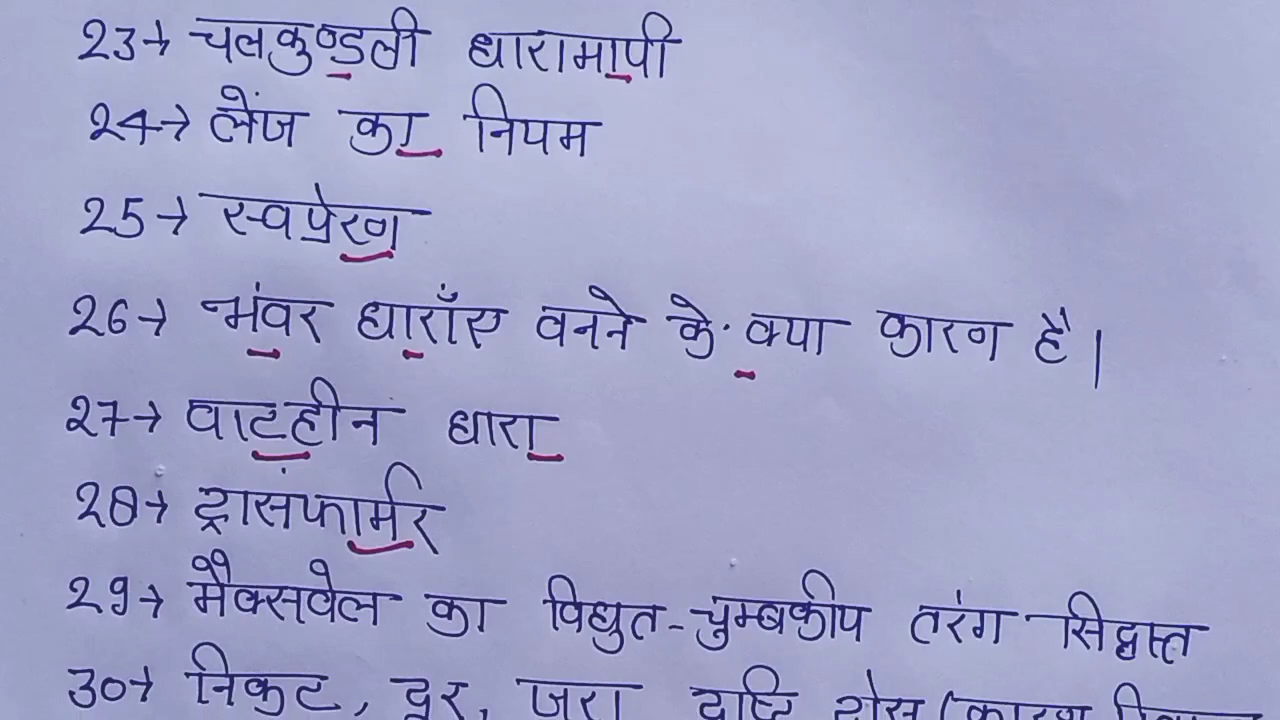 23→ चलकुण्डली धारामापी
24→ लेंज का नियम
25→ स्वप्रेरण
26→ भंवर धाराँए बनने के क्या कारण है।
27→ वाटहीन धारा
28→ ट्रांसफार्मर
29→ मैक्सवेल का विद्युत-चुम्बकीय तरंग सिद्धान्त
30→ निकट, दूर, जरा दृष्टि दोस (कारण